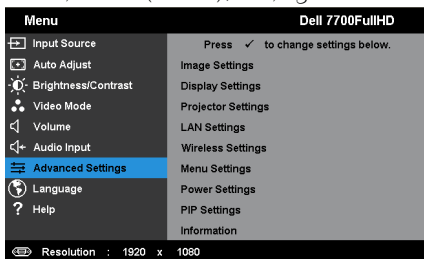 Menu Dell 7700FullHD
Input Source
Auto Adjust
Brightness/Contrast
Video Mode
Volume
Audio Input
Advanced Settings
Language
? Help
Press ✓ to change settings below.
Image Settings
Display Settings
Projector Settings
LAN Settings
Wireless Settings
Menu Settings
Power Settings
PIP Settings
Information
Resolution : 1920 x 1080